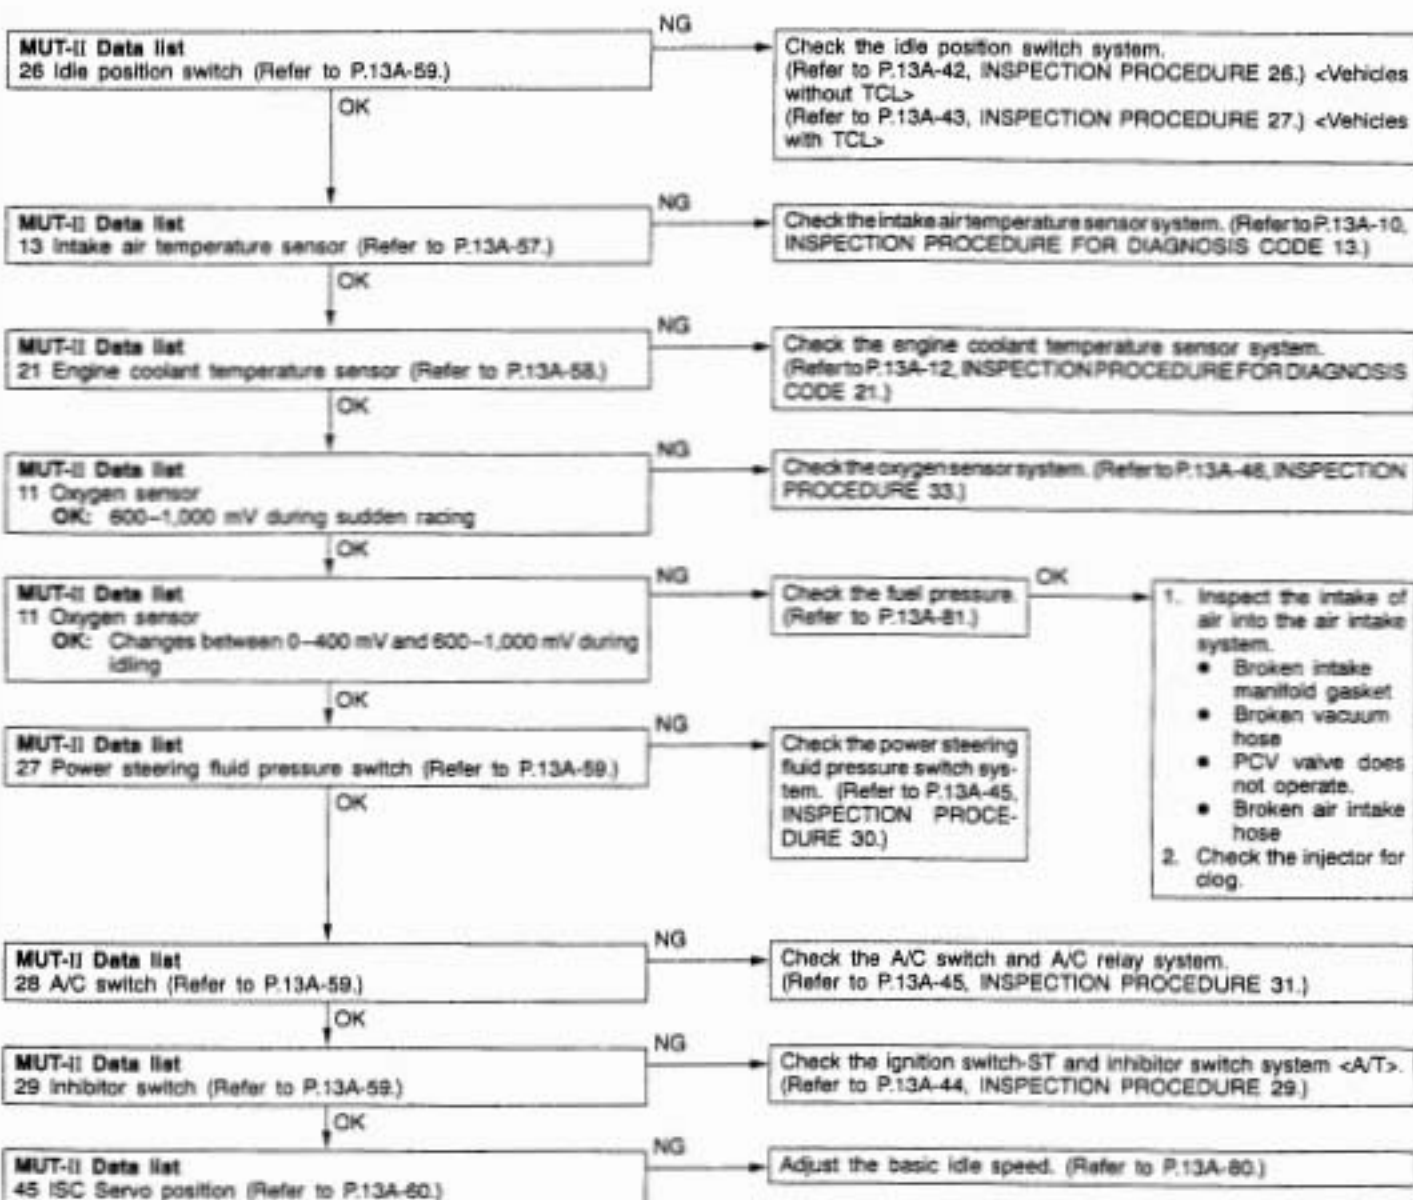 NG
MUT-II Data list
26 Idle position switch (Refer to P.13A-59.)
Check the idle position switch system.
(Refer to P.13A-42, INSPECTION PROCEDURE 26.) <Vehicles
without TCL>
(Refer to P.13A-43, INSPECTION PROCEDURE 27.) <Vehicles
with TCL>
OK
NG
MUT-II Data list
13 Intake air temperature sensor (Refer to P.13A-57.)
Check the intake air temperature sensor system. (Refer to P.13A-10,
INSPECTION PROCEDURE FOR DIAGNOSIS CODE 13.)
OK
NG
MUT-II Data list
21 Engine coolant temperature sensor (Refer to P.13A-58.)
Check the engine coolant temperature sensor system.
(Refer to P.13A-12, INSPECTION PROCEDURE FOR DIAGNOSIS
CODE 21.)
OK
NG
MUT-II Data list
11 Oxygen sensor
OK: 600–1,000 mV during sudden racing
Check the oxygen sensor system. (Refer to P.13A-48, INSPECTION
PROCEDURE 33.)
OK
NG
MUT-II Data list
11 Oxygen sensor
OK: Changes between 0–400 mV and 600–1,000 mV during
idling
Check the fuel pressure.
(Refer to P.13A-81.)
OK
1. Inspect the intake of
air into the air intake
system.
● Broken intake
manifold gasket
● Broken vacuum
hose
● PCV valve does
not operate.
● Broken air intake
hose
2. Check the injector for
clog.
OK
NG
MUT-II Data list
27 Power steering fluid pressure switch (Refer to P.13A-59.)
Check the power steering
fluid pressure switch sys-
tem. (Refer to P.13A-45,
INSPECTION PROCE-
DURE 30.)
OK
NG
MUT-II Data list
28 A/C switch (Refer to P.13A-59.)
Check the A/C switch and A/C relay system.
(Refer to P.13A-45, INSPECTION PROCEDURE 31.)
OK
NG
MUT-II Data list
29 Inhibitor switch (Refer to P.13A-59.)
Check the ignition switch-ST and inhibitor switch system <A/T>.
(Refer to P.13A-44, INSPECTION PROCEDURE 29.)
OK
NG
MUT-II Data list
45 ISC Servo position (Refer to P.13A-60.)
Adjust the basic idle speed. (Refer to P.13A-80.)